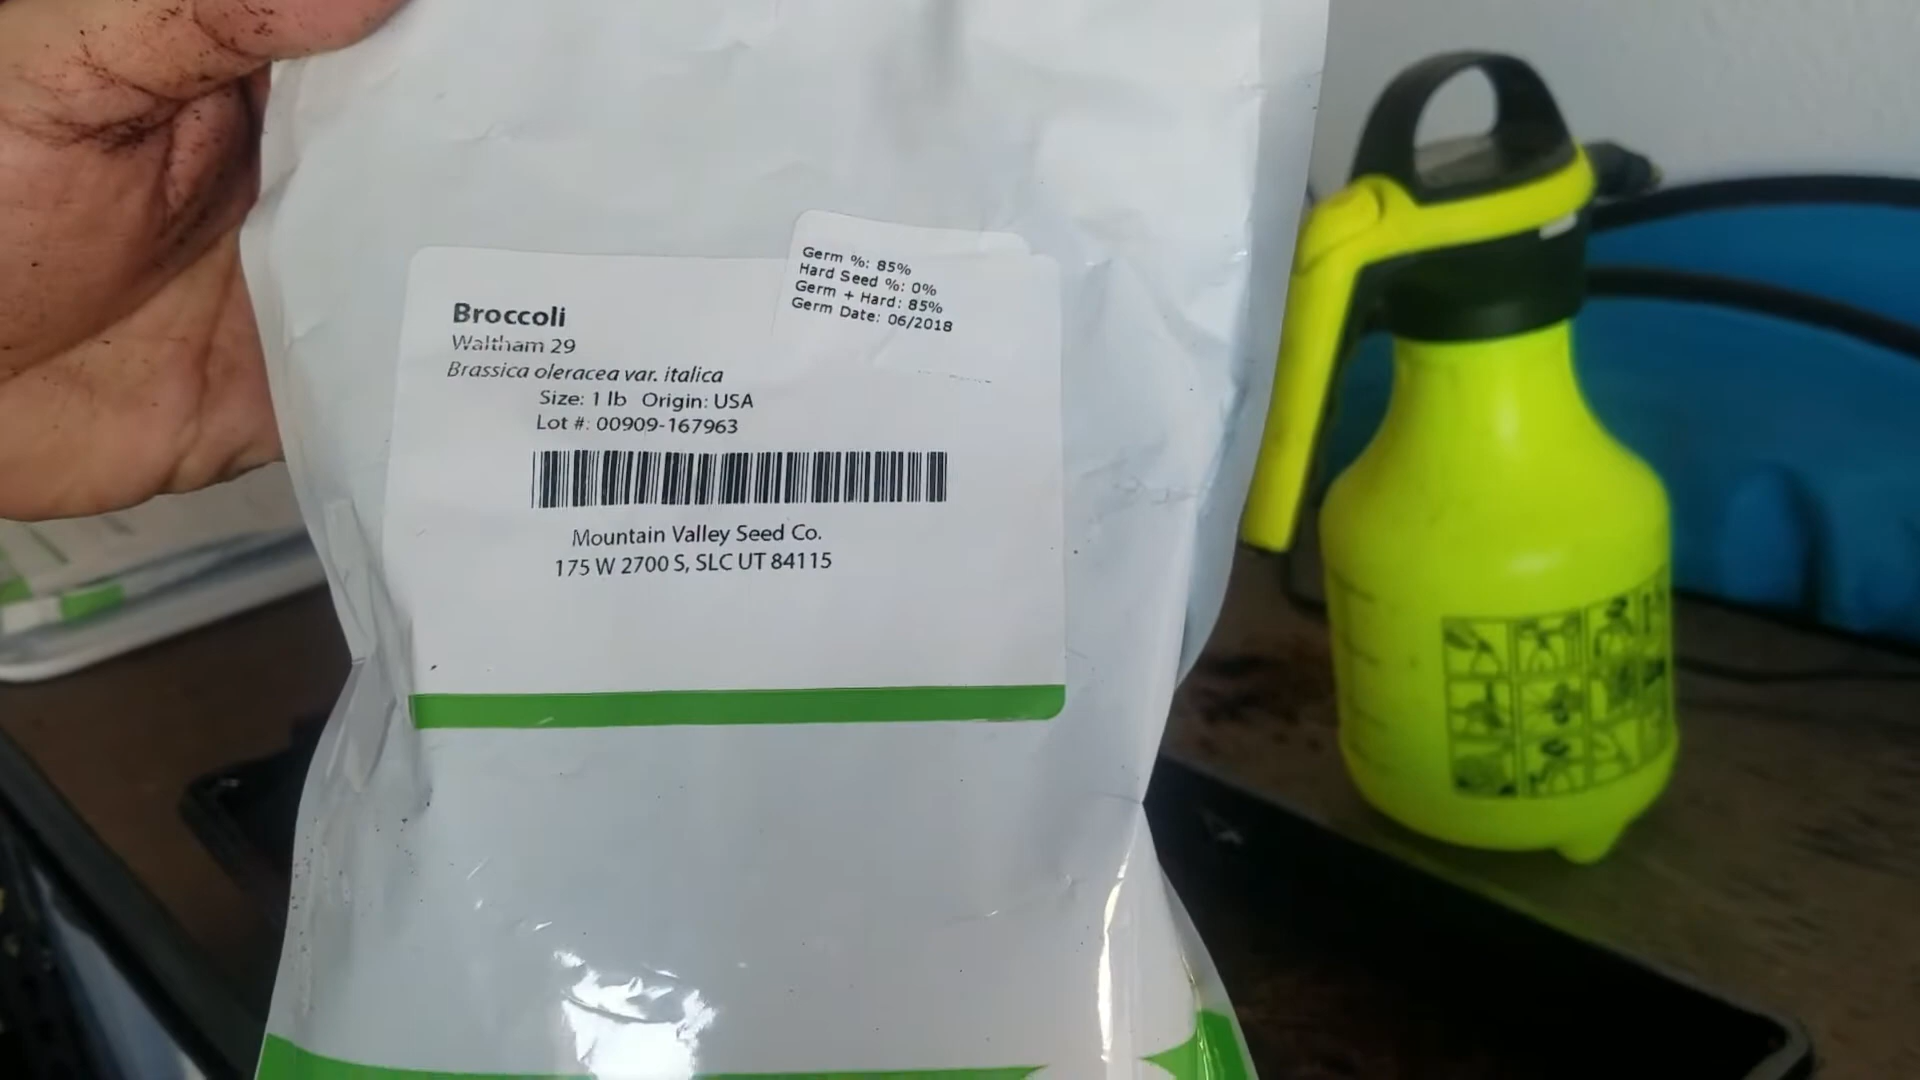 Germ %: 85%
Hard Seed %: 0%
Germ + Hard: 85%
Germ Date: 06/2018
Broccoli
Waltham 29
Brassica oleracea var. italica
Size: 1 lb Origin: USA
Lot #: 00909-167963
Mountain Valley Seed Co.
175 W 2700 S, SLC UT 84115